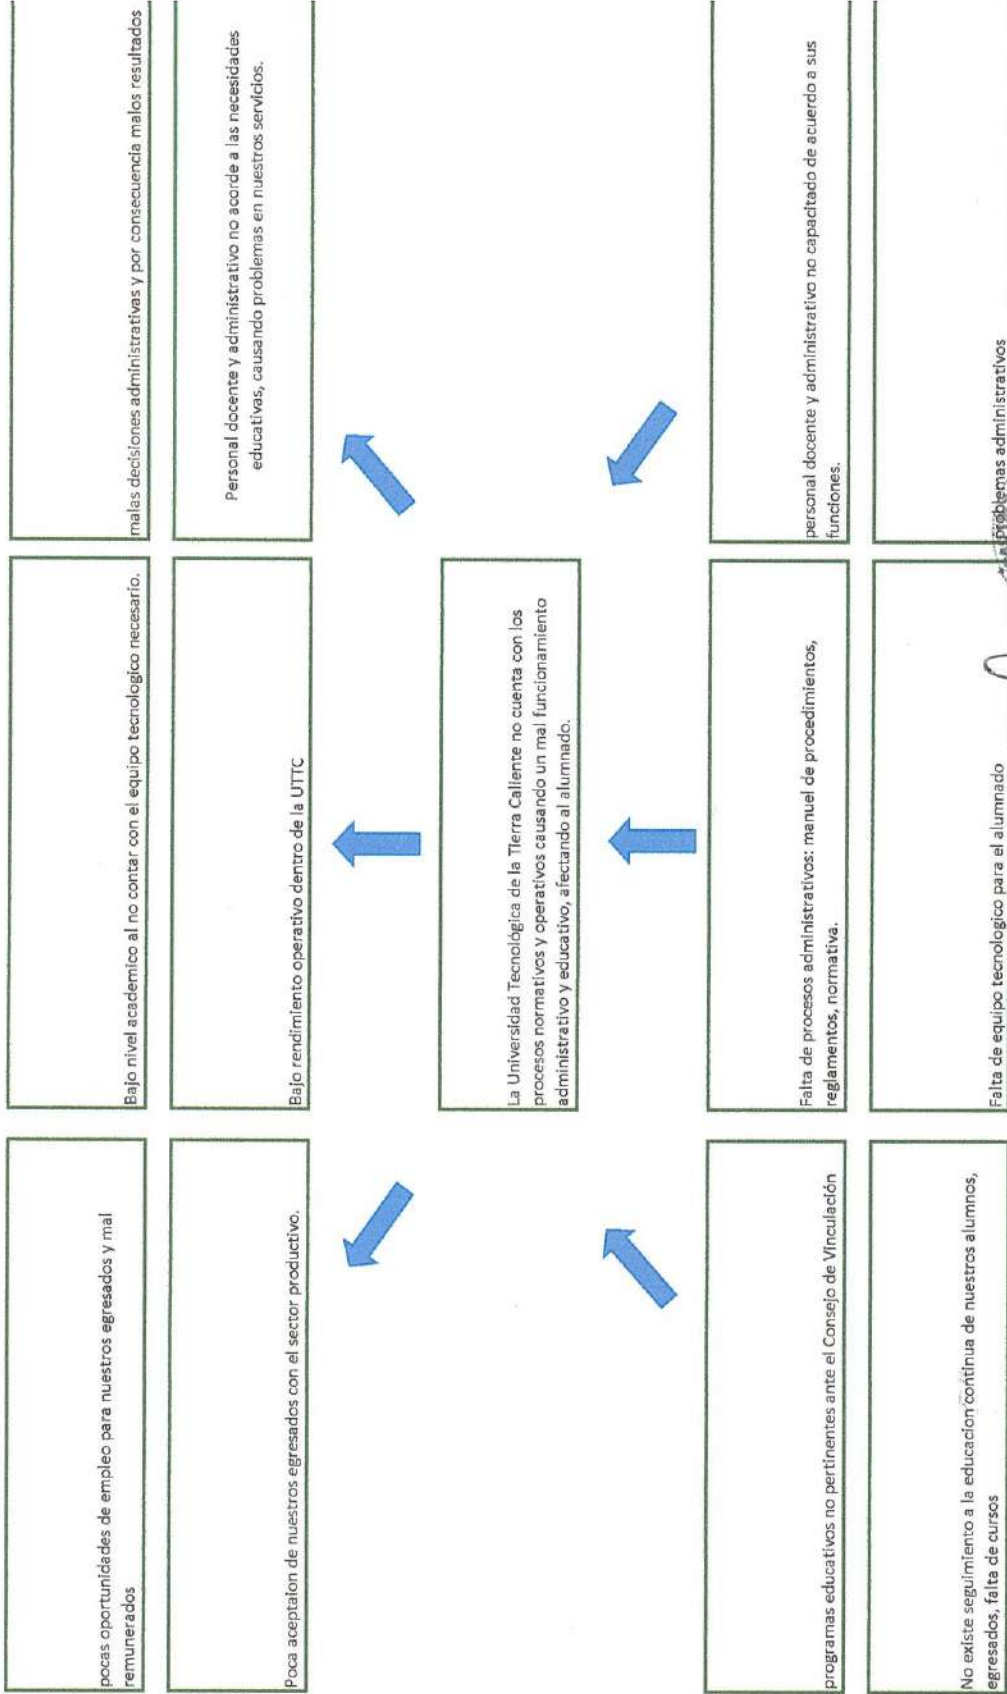 pocas oportunidades de empleo para nuestros egresados y mal
remunerados
Bajo nivel academico al no contar con el equipo tecnologico necesario.
malas decisiones administrativas y por consecuencia malos resultados
Poca aceptaion de nuestros egresados con el sector productivo.
Bajo rendimiento operativo dentro de la UTTC
Personal docente y administrativo no acorde a las necesidades
educativas, causando problemas en nuestros servicios.
La Universidad Tecnológica de la Tierra Caliente no cuenta con los
procesos normativos y operativos causando un mal funcionamiento
administrativo y educativo, afectando al alumnado.
programas educativos no pertinentes ante el Consejo de Vinculación
Falta de procesos administrativos: manuel de procedimientos,
reglamentos, normativa.
personal docente y administrativo no capacitado de acuerdo a sus
funciones.
No existe seguimiento a la educacion continua de nuestros alumnos,
egresados, falta de cursos
Falta de equipo tecnologico para el alumnado
problemas administrativos